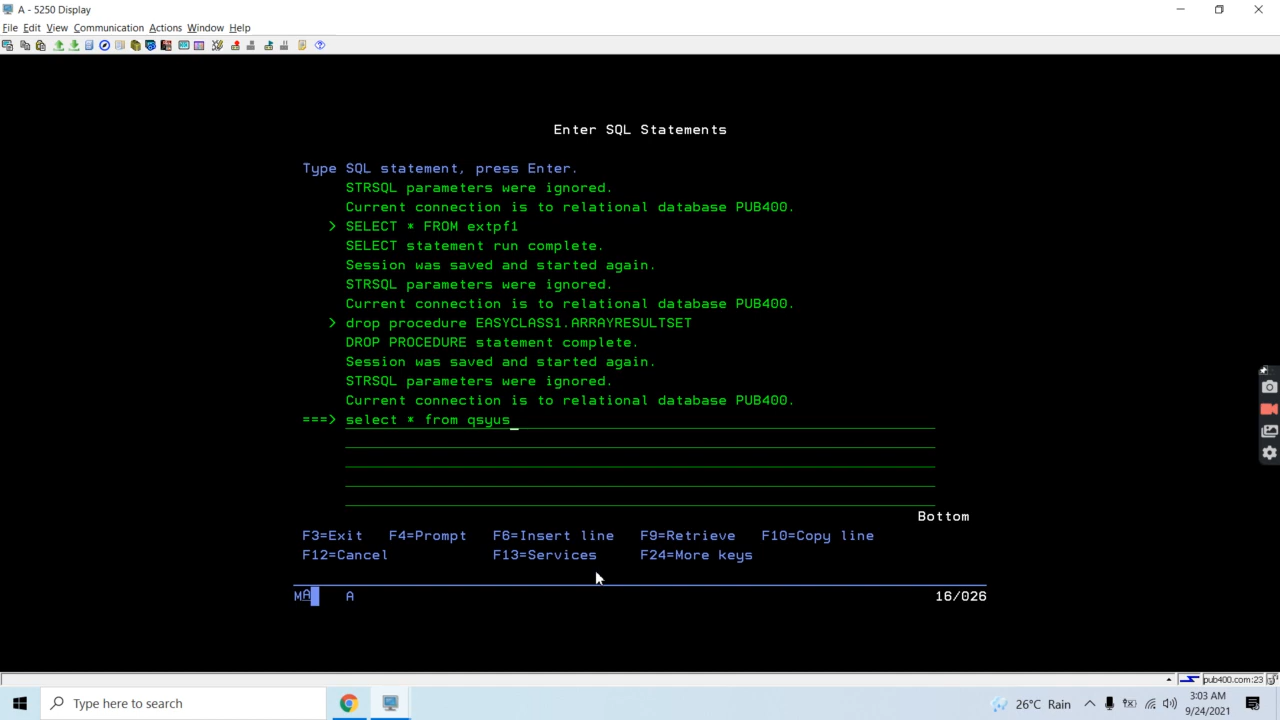 A - 5250 Display
File Edit View Communication Actions Window Help
Enter SQL Statements
Type SQL statement, press Enter.
STRSQL parameters were ignored.
Current connection is to relational database PUB400.
> SELECT * FROM extpf1
SELECT statement run complete.
Session was saved and started again.
STRSQL parameters were ignored.
Current connection is to relational database PUB400.
> drop procedure EASYCLASS1.ARRAYRESULTSET
DROP PROCEDURE statement complete.
Session was saved and started again.
STRSQL parameters were ignored.
Current connection is to relational database PUB400.
===> select * from qsyus_
Bottom
F3=Exit F4=Prompt F6=Insert line F9=Retrieve F10=Copy line
F12=Cancel F13=Services F24=More keys
MA A 16/026
pub400.com:23
Type here to search
26°C Rain
3:03 AM
9/24/2021